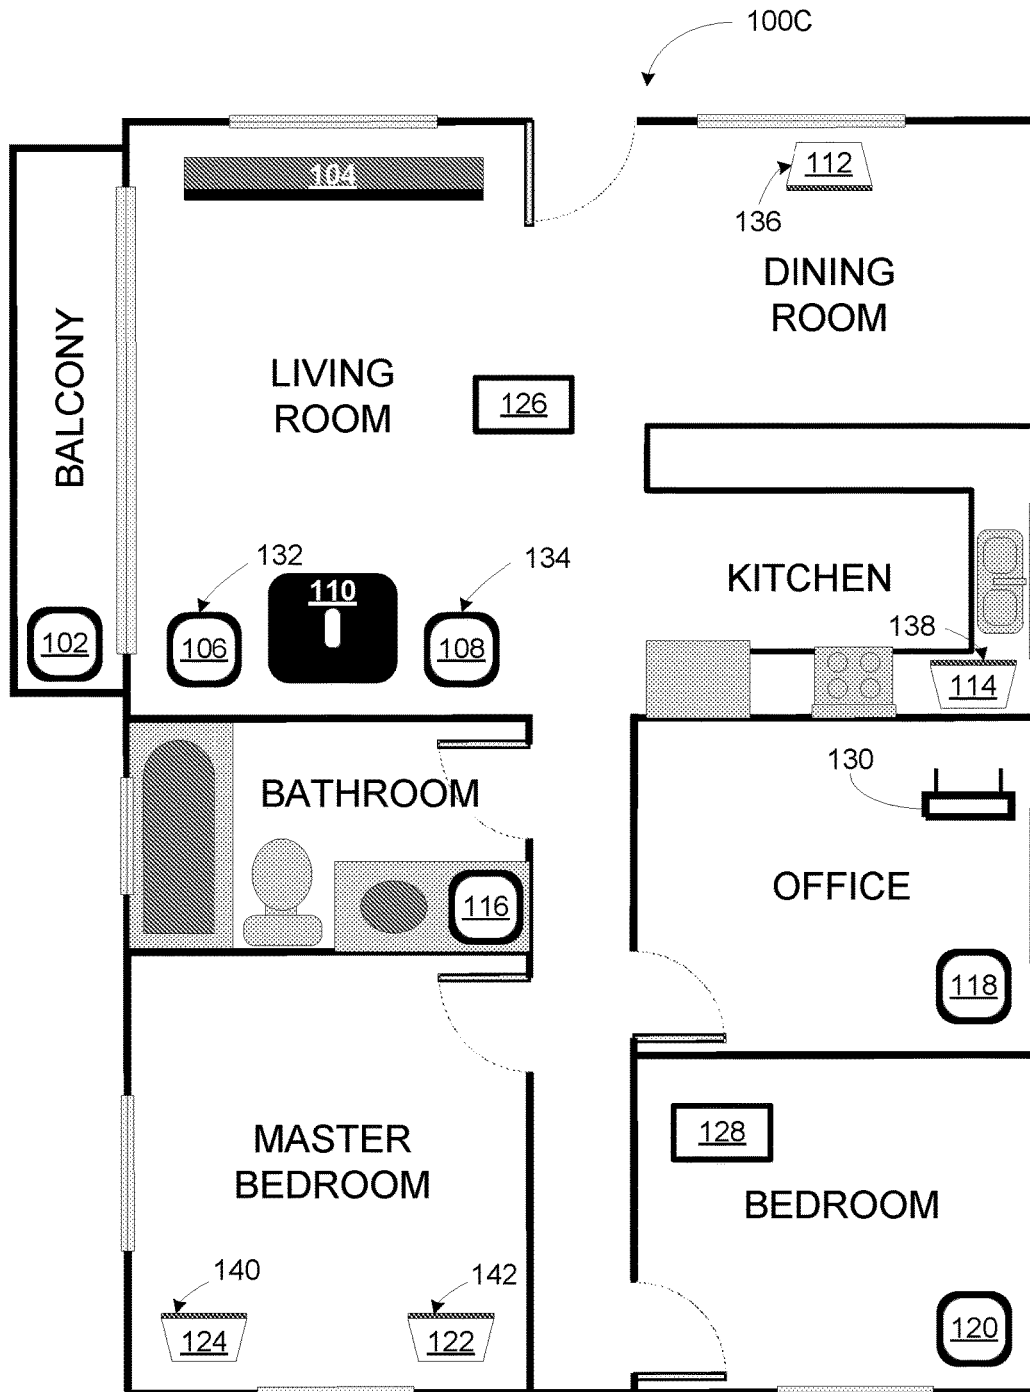 100C
104
112
136
DINING
ROOM
BALCONY
LIVING
ROOM
126
132
134
110
KITCHEN
102
106
108
138
114
130
BATHROOM
OFFICE
116
118
MASTER
BEDROOM
128
BEDROOM
140
142
124
122
120